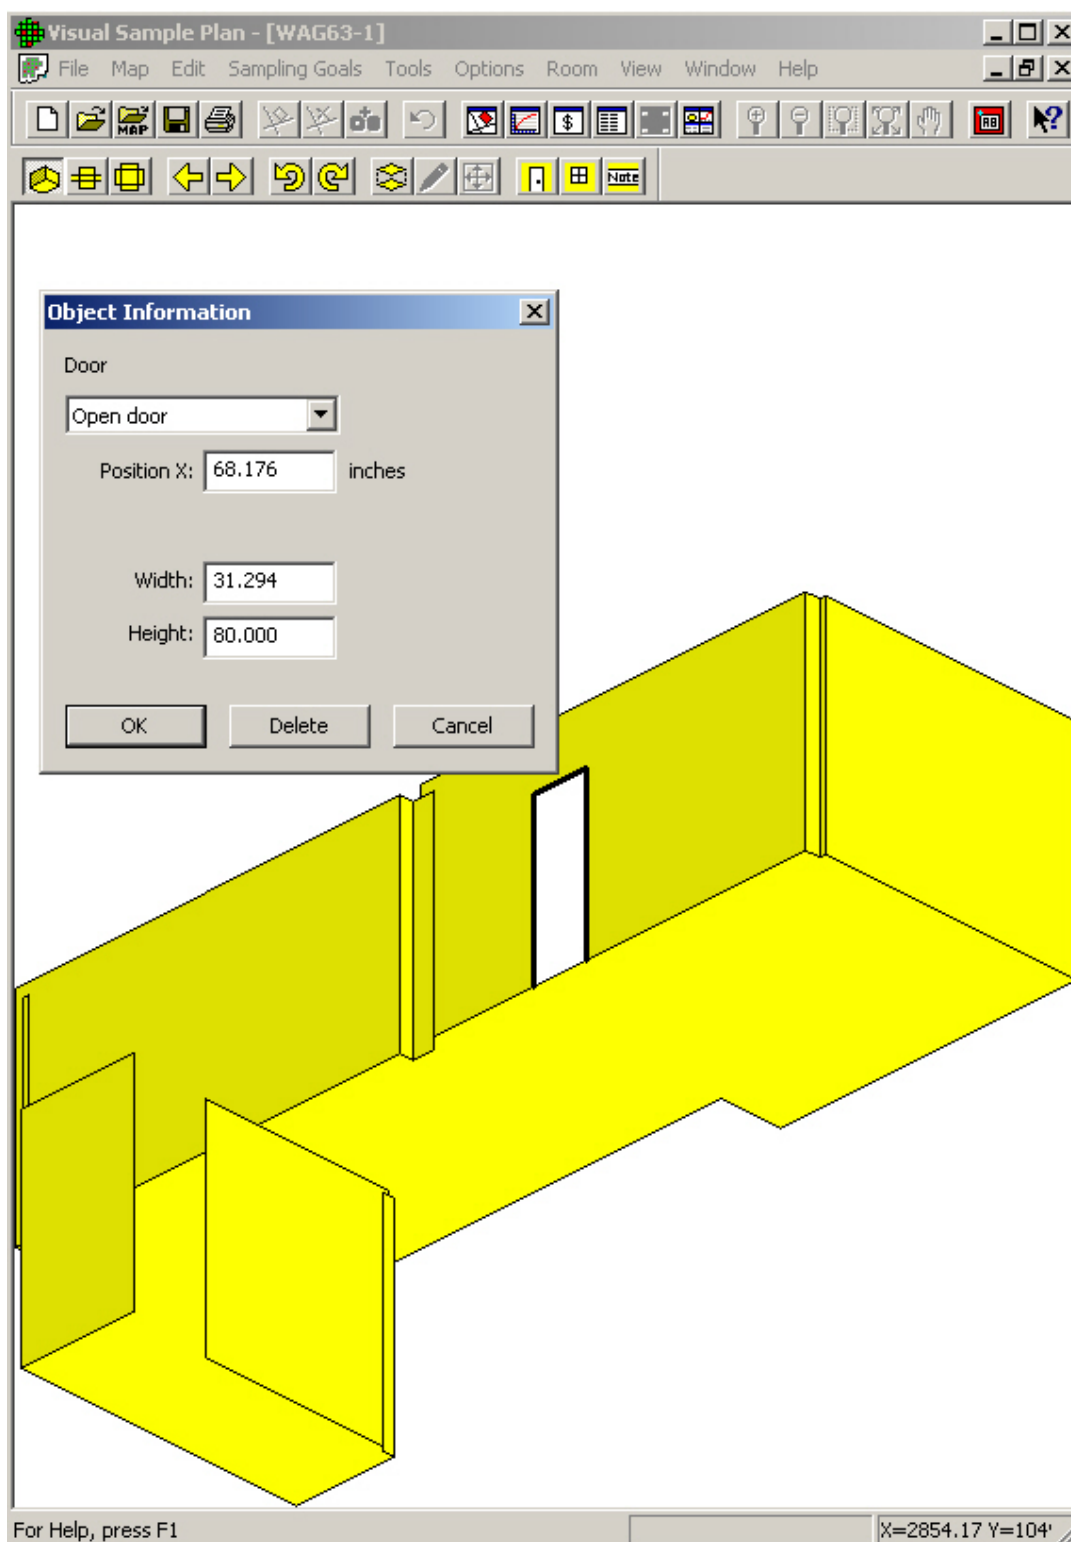 Visual Sample Plan - [WAG63-1]
File Map Edit Sampling Goals Tools Options Room View Window Help
MAP $ AB ?
Note
Object Information
Door
Open door
Position X: 68.176 inches
Width: 31.294
Height: 80.000
OK Delete Cancel
For Help, press F1 X=2854.17 Y=104'